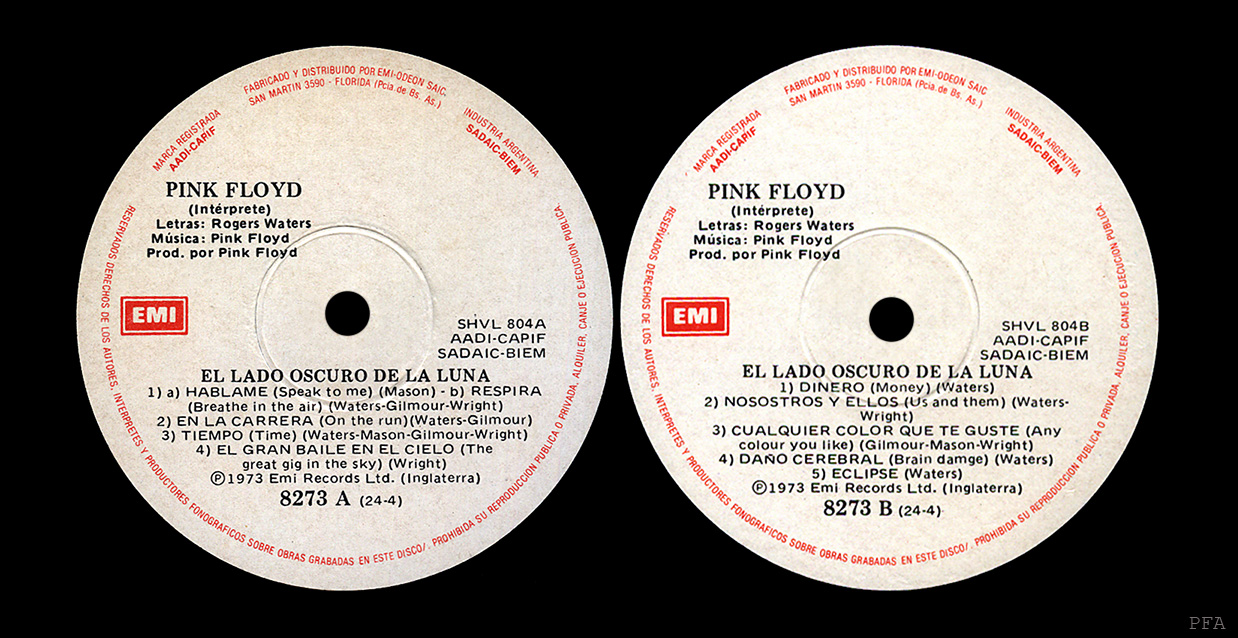 FABRICADO Y DISTRIBUIDO POR EMI-ODEON SAIC.
SAN MARTIN 3590 - FLORIDA (Pcia. de Bs. As.)
MARCA REGISTRADA
AADI-CAPIF
INDUSTRIA ARGENTINA
SADAIC-BIEM
PINK FLOYD
(Intérprete)
Letras: Rogers Waters
Música: Pink Floyd
Prod. por Pink Floyd
EMI
SHVL 804A
AADI-CAPIF
SADAIC-BIEM
EL LADO OSCURO DE LA LUNA
1) a) HABLAME (Speak to me) (Mason) - b) RESPIRA
(Breathe in the air) (Waters-Gilmour-Wright)
2) EN LA CARRERA (On the run)(Waters-Gilmour)
3) TIEMPO (Time) (Waters-Mason-Gilmour-Wright)
4) EL GRAN BAILE EN EL CIELO (The
great gig in the sky) (Wright)
Ⓟ1973 Emi Records Ltd. (Inglaterra)
8273 A (24-4)
RESERVADOS DERECHOS DE LOS AUTORES, INTERPRETES Y PRODUCTORES FONOGRAFICOS SOBRE OBRAS GRABADAS EN ESTE DISCO/. PROHIBIDA SU REPRODUCCION PUBLICA O PRIVADA, ALQUILER, CANJE O EJECUCION PUBLICA.
FABRICADO Y DISTRIBUIDO POR EMI-ODEON SAIC
SAN MARTIN 3590 - FLORIDA (Pcia. de Bs. As.)
MARCA REGISTRADA
AADI-CAPIF
INDUSTRIA ARGENTINA
SADAIC-BIEM
PINK FLOYD
(Intérprete)
Letras: Rogers Waters
Música: Pink Floyd
Prod. por Pink Floyd
EMI
SHVL 804B
AADI-CAPIF
SADAIC-BIEM
EL LADO OSCURO DE LA LUNA
1) DINERO (Money) (Waters)
2) NOSOSTROS Y ELLOS (Us and them) (Waters-
Wright)
3) CUALQUIER COLOR QUE TE GUSTE (Any
colour you like) (Gilmour-Mason-Wright)
4) DAÑO CEREBRAL (Brain damge) (Waters)
5) ECLIPSE (Waters)
Ⓟ1973 Emi Records Ltd. (Inglaterra)
8273 B (24-4)
RESERVADOS DERECHOS DE LOS AUTORES, INTERPRETES Y PRODUCTORES FONOGRAFICOS SOBRE OBRAS GRABADAS EN ESTE DISCO/. PROHIBIDA SU REPRODUCCION PUBLICA O PRIVADA, ALQUILER, CANJE O EJECUCION PUBLICA.
PFA